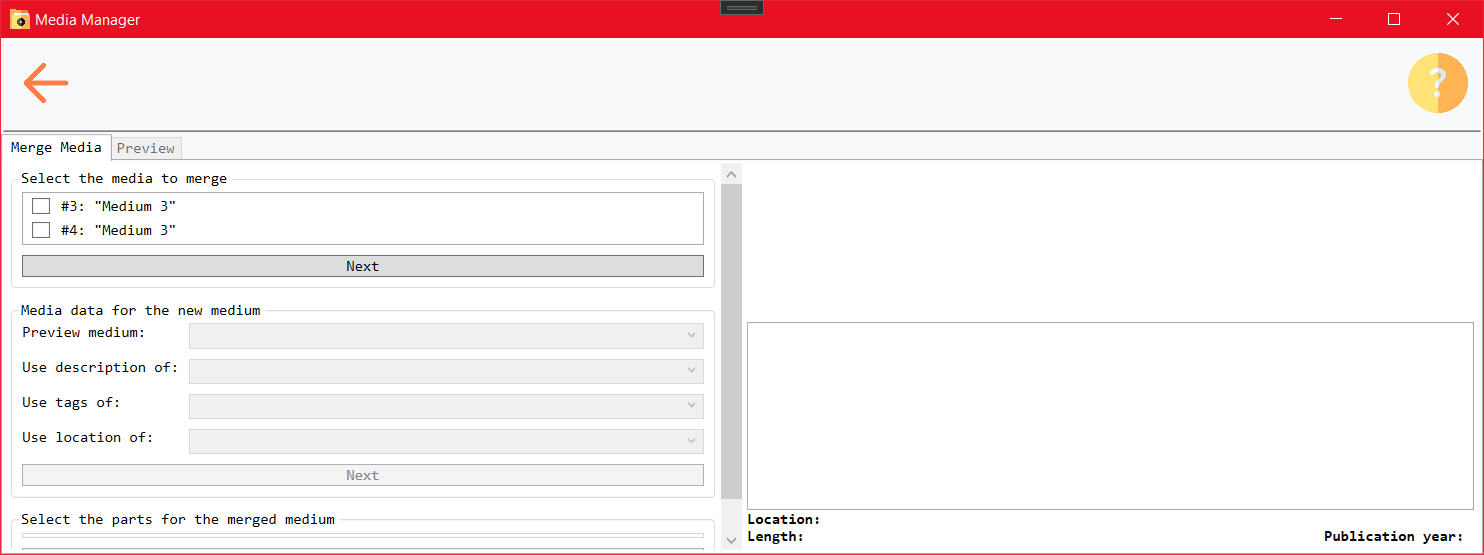 Media Manager
?
Merge Media Preview
Select the media to merge
#3: "Medium 3"
#4: "Medium 3"
Next
Media data for the new medium
Preview medium:
Use description of:
Use tags of:
Use location of:
Next
Select the parts for the merged medium
Location:
Length: Publication year: